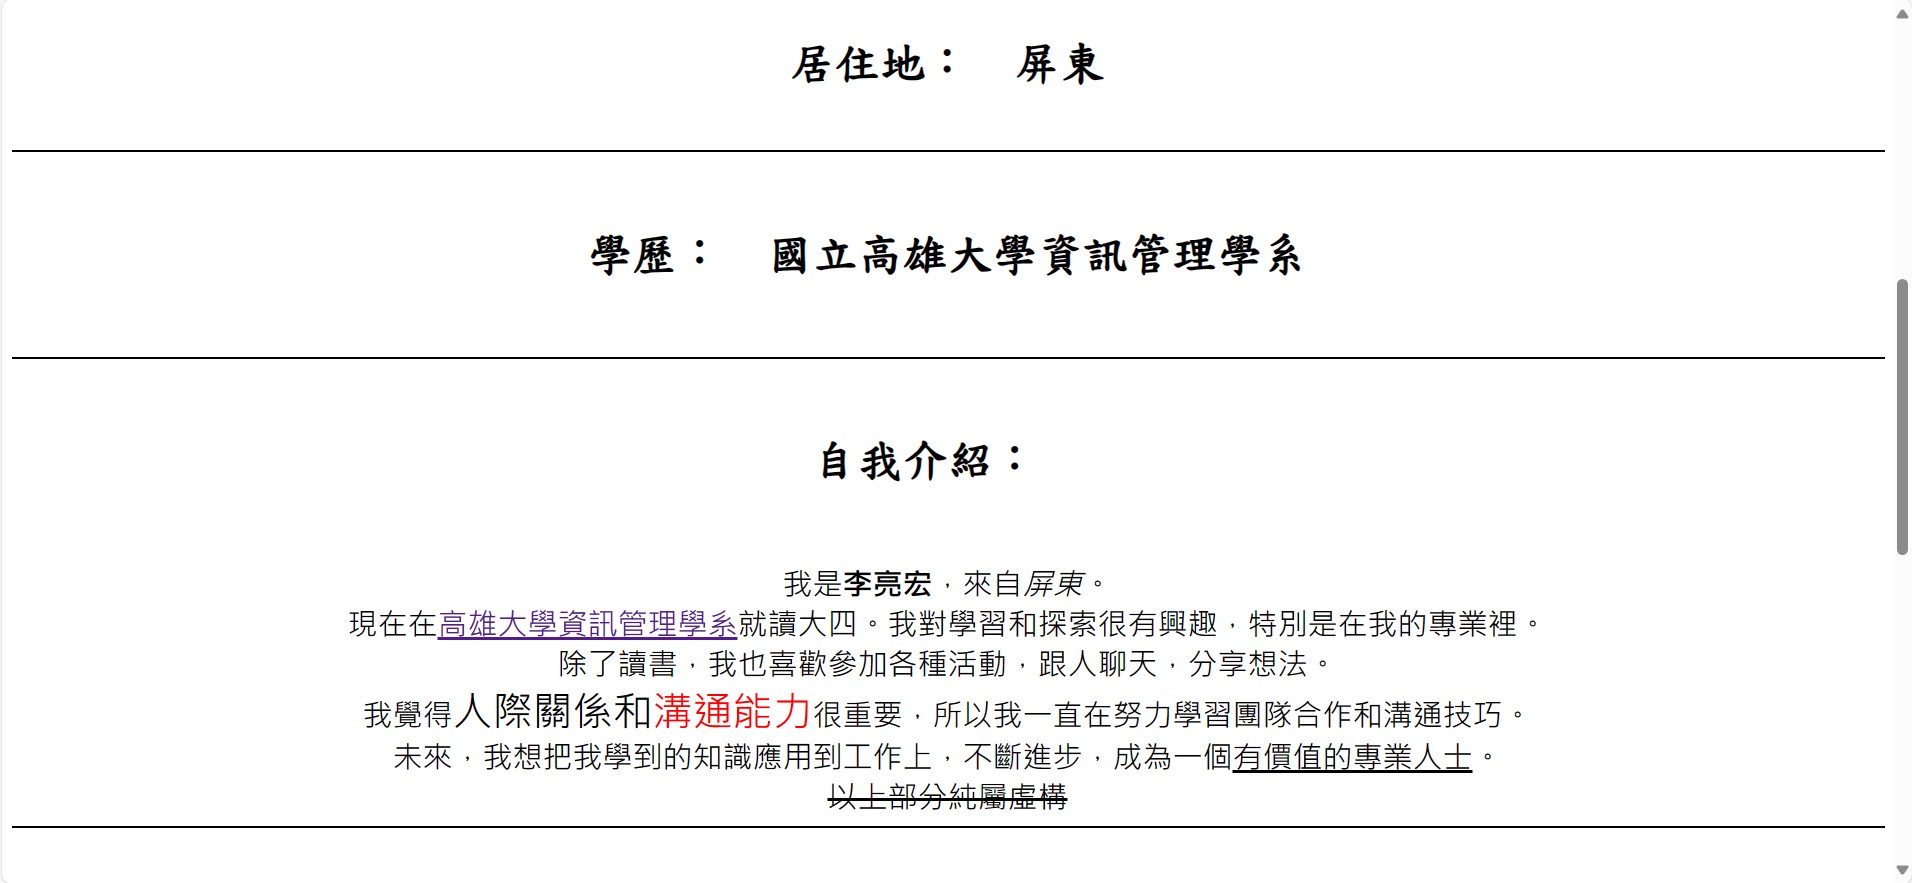 居住地：　屏東
學歷：　國立高雄大學資訊管理學系
自我介紹：
我是李亮宏，來自屏東。
現在在高雄大學資訊管理學系就讀大四。我對學習和探索很有興趣，特別是在我的專業裡。
除了讀書，我也喜歡參加各種活動，跟人聊天，分享想法。
我覺得人際關係和溝通能力很重要，所以我一直在努力學習團隊合作和溝通技巧。
未來，我想把我學到的知識應用到工作上，不斷進步，成為一個有價值的專業人士。
以上部分純屬虛構